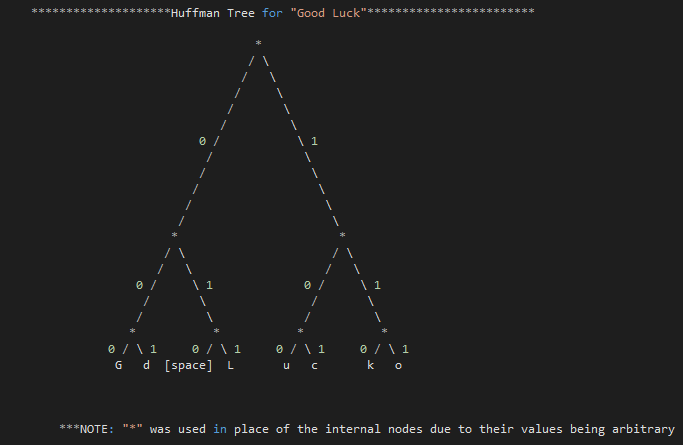 ********************Huffman Tree for "Good Luck"************************
*
/ \
/ \
/ \
/ \
/ \
0 / \ 1
/ \
/ \
/ \
/ \
/ \
* *
/ \ / \
/ \ / \
0 / \ 1 0 / \ 1
/ \ / \
/ \ / \
* * * *
0 / \ 1 0 / \ 1 0 / \ 1 0 / \ 1
G d [space] L u c k o
***NOTE: "*" was used in place of the internal nodes due to their values being arbitrary